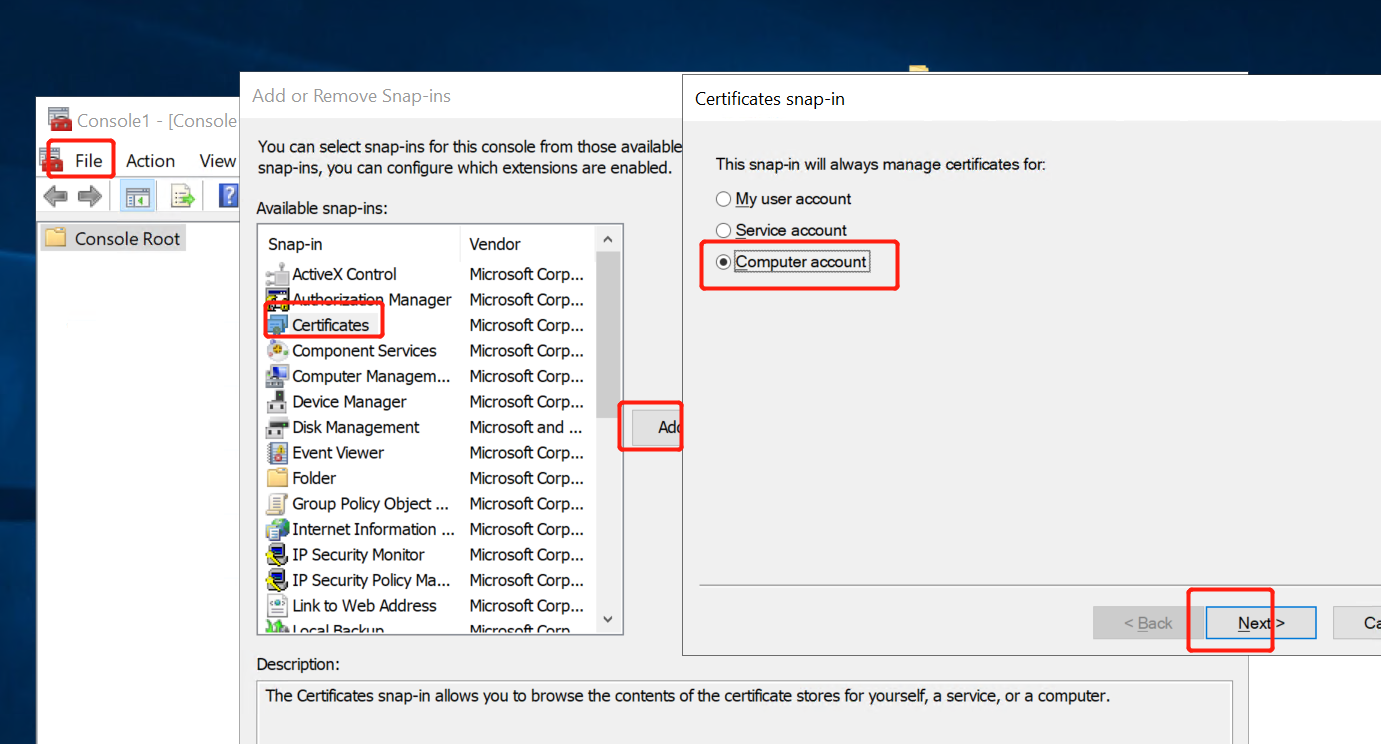 Console1 - [Console
File Action View
Console Root
Add or Remove Snap-ins
You can select snap-ins for this console from those available
snap-ins, you can configure which extensions are enabled.
Available snap-ins:
Snap-in Vendor
ActiveX Control Microsoft Corp...
Authorization Manager Microsoft Corp...
Certificates Microsoft Corp...
Component Services Microsoft Corp...
Computer Managem... Microsoft Corp...
Device Manager Microsoft Corp...
Disk Management Microsoft and ...
Event Viewer Microsoft Corp...
Folder Microsoft Corp...
Group Policy Object ... Microsoft Corp...
Internet Information ... Microsoft Corp...
IP Security Monitor Microsoft Corp...
IP Security Policy Ma... Microsoft Corp...
Link to Web Address Microsoft Corp...
Local Backup Microsoft Corp...
Add
Description:
The Certificates snap-in allows you to browse the contents of the certificate stores for yourself, a service, or a computer.
Certificates snap-in
This snap-in will always manage certificates for:
My user account
Service account
Computer account
< Back Next > Ca